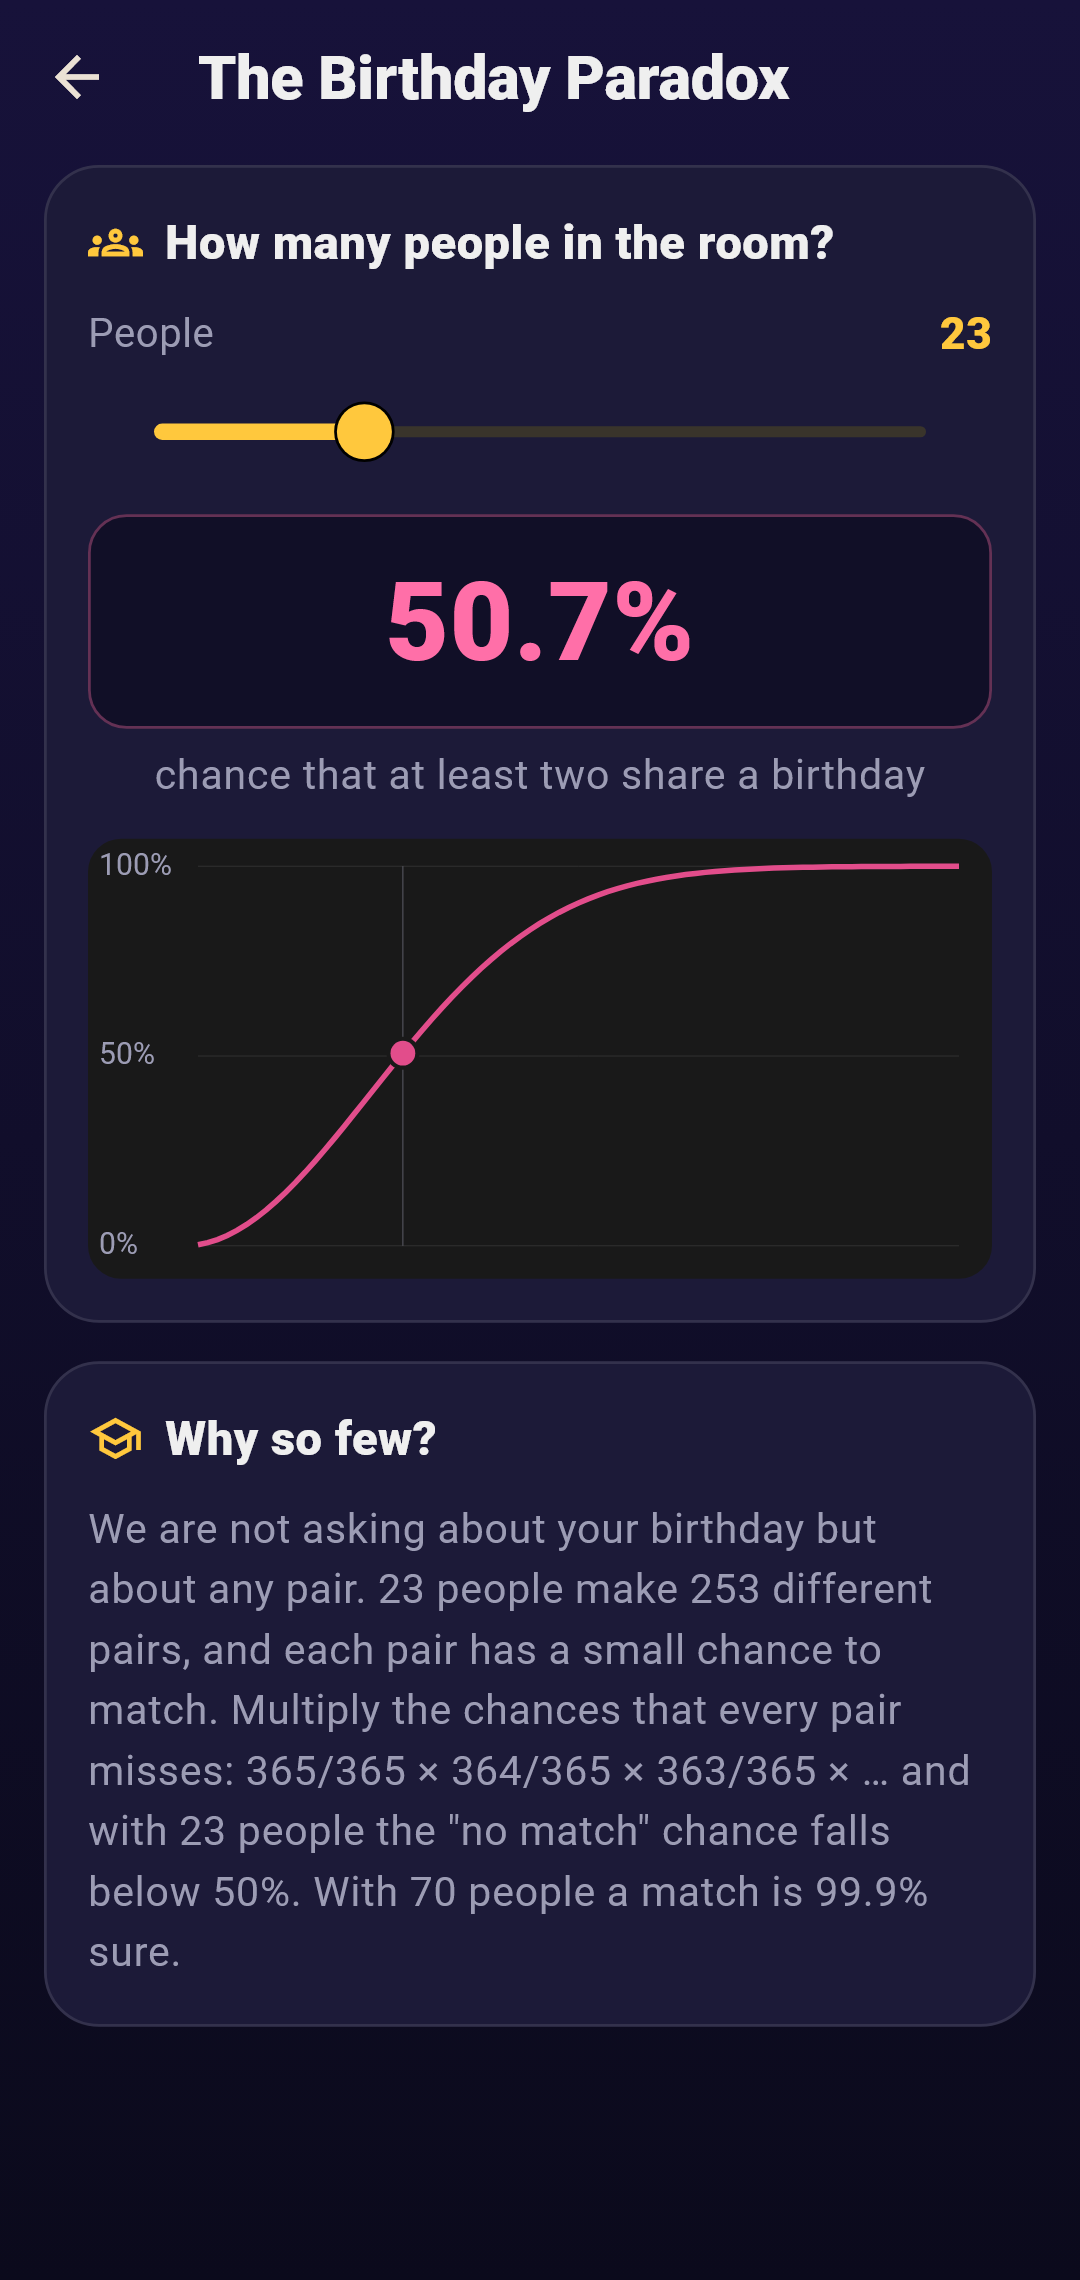 The Birthday Paradox
How many people in the room?
People
23
50.7%
chance that at least two share a birthday
100%
50%
0%
Why so few?
We are not asking about your birthday but
about any pair. 23 people make 253 different
pairs, and each pair has a small chance to
match. Multiply the chances that every pair
misses: 365/365 × 364/365 × 363/365 × … and
with 23 people the "no match" chance falls
below 50%. With 70 people a match is 99.9%
sure.